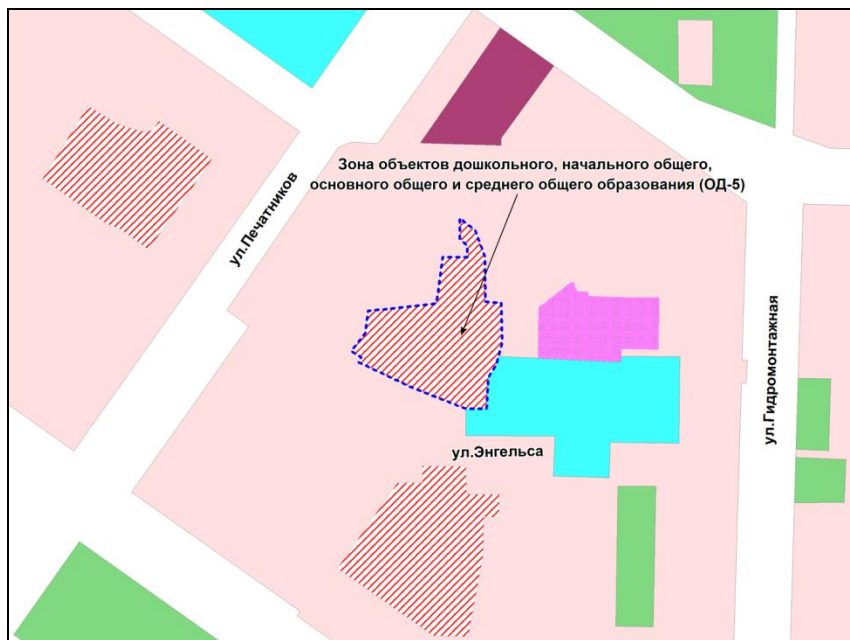 Зона объектов дошкольного, начального общего,
основного общего и среднего общего образования (ОД-5)
ул.Печатников
ул.Гидромонтажная
ул.Энгельса